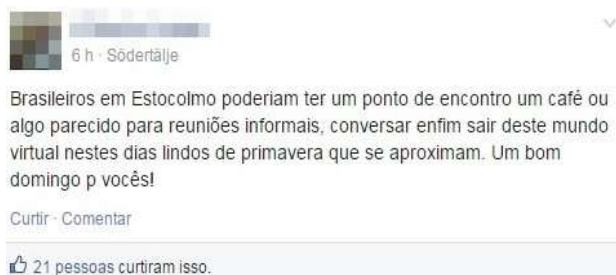 6 h · Södertälje
Brasileiros em Estocolmo poderiam ter um ponto de encontro um café ou
algo parecido para reuniões informais, conversar enfim sair deste mundo
virtual nestes dias lindos de primavera que se aproximam. Um bom
domingo p vocês!
Curtir · Comentar
21 pessoas curtiram isso.